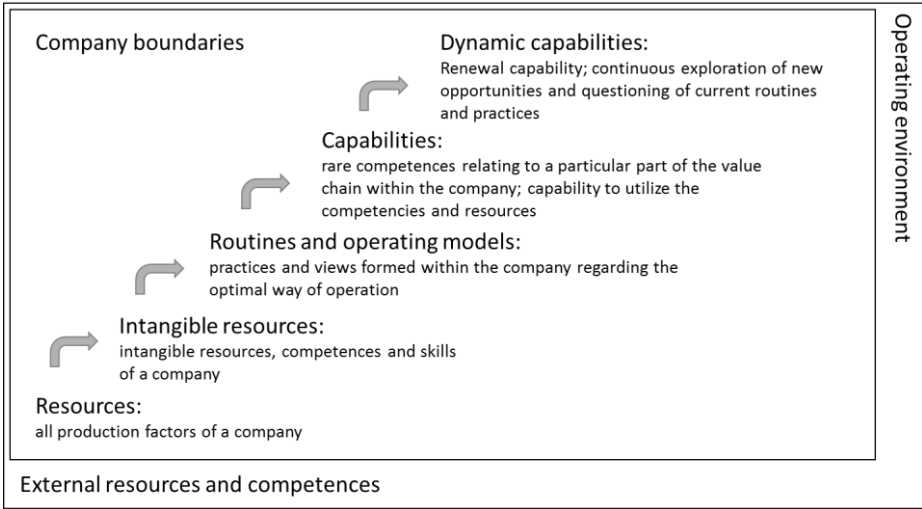 Company boundaries
Dynamic capabilities:
Renewal capability; continuous exploration of new
opportunities and questioning of current routines
and practices
Capabilities:
rare competences relating to a particular part of the value
chain within the company; capability to utilize the
competencies and resources
Routines and operating models:
practices and views formed within the company regarding the
optimal way of operation
Intangible resources:
intangible resources, competences and skills
of a company
Resources:
all production factors of a company
External resources and competences
Operating environment